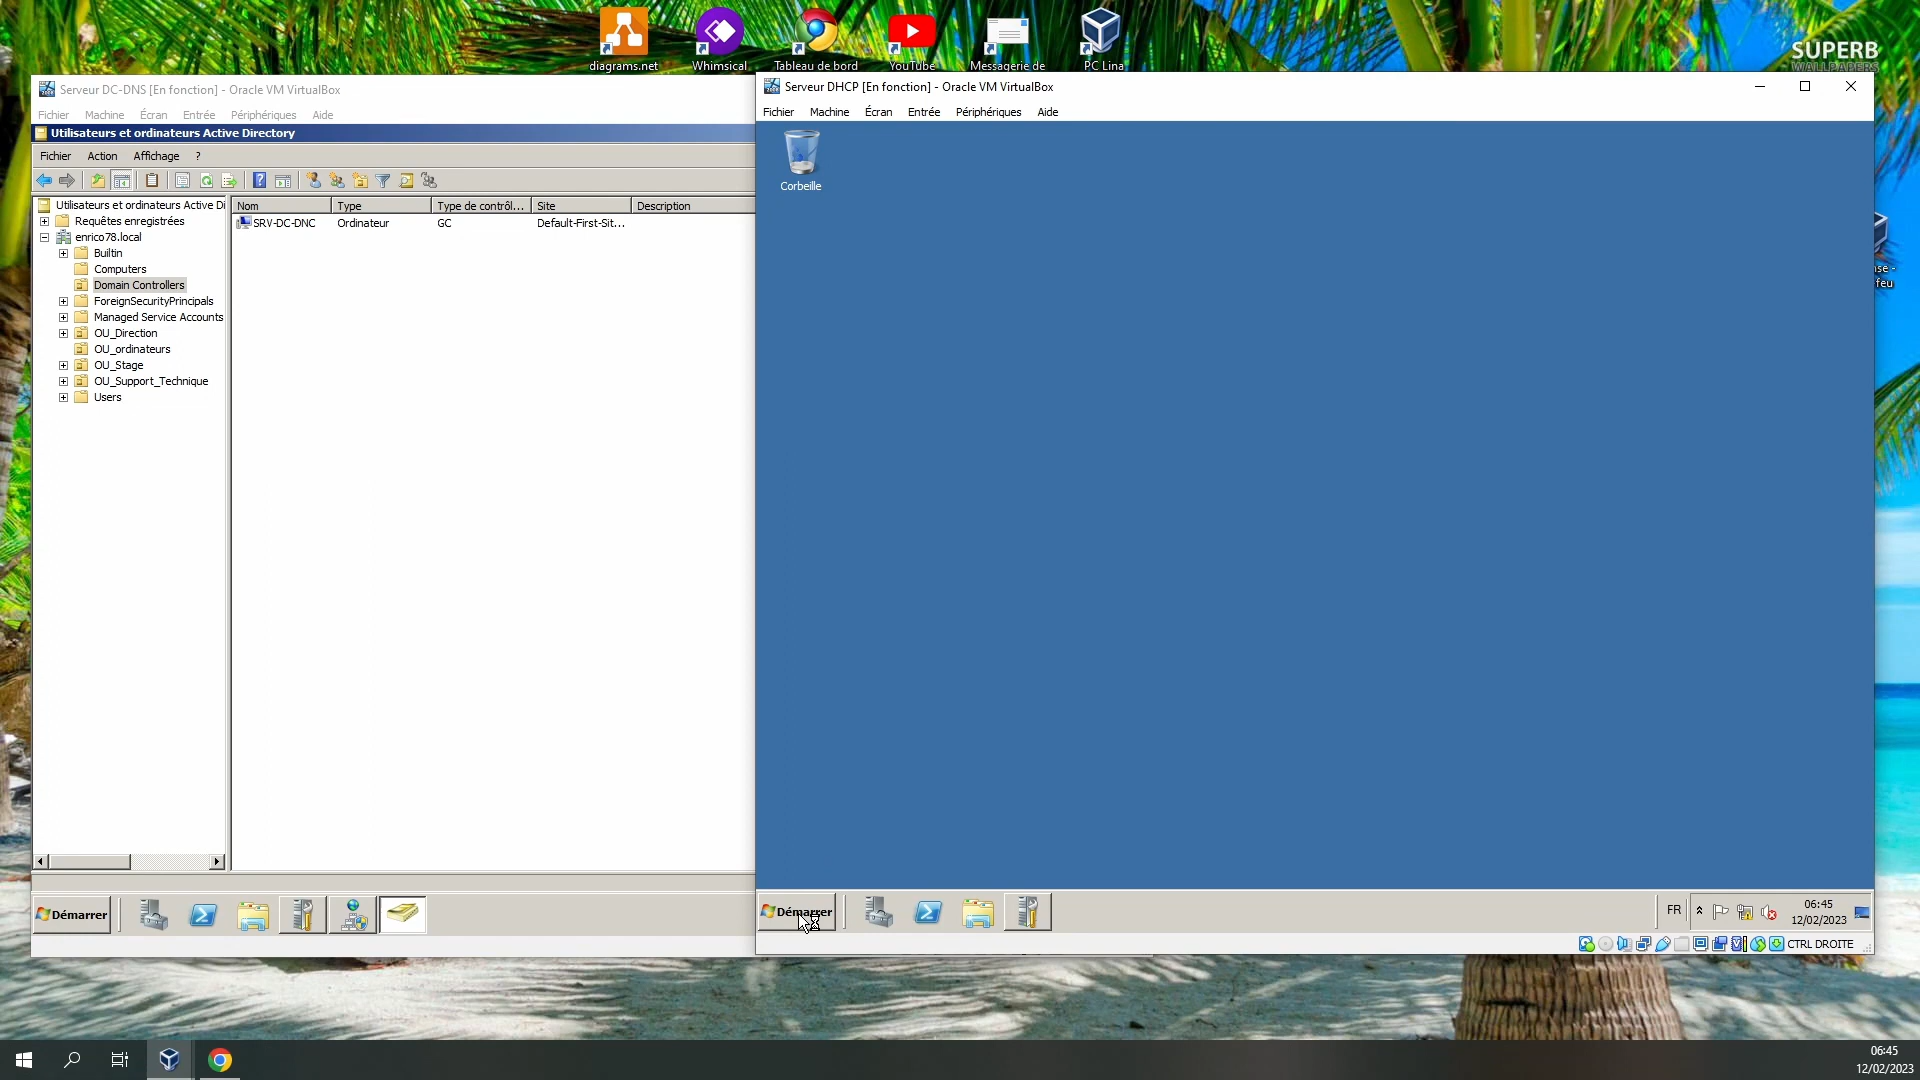 diagrams.net
Whimsical
Tableau de bord
YouTube
Messagerie de
PC Lina
SUPERB
WALLPAPERS
Serveur DC-DNS [En fonction] - Oracle VM VirtualBox
Fichier Machine Écran Entrée Périphériques Aide
Utilisateurs et ordinateurs Active Directory
Fichier Action Affichage ?
Utilisateurs et ordinateurs Active Di
Requêtes enregistrées
enrico78.local
Builtin
Computers
Domain Controllers
ForeignSecurityPrincipals
Managed Service Accounts
OU_Direction
OU_ordinateurs
OU_Stage
OU_Support_Technique
Users
Nom Type Type de contrôl... Site Description
SRV-DC-DNC Ordinateur GC Default-First-Sit...
Démarrer
Serveur DHCP [En fonction] - Oracle VM VirtualBox
Fichier Machine Écran Entrée Périphériques Aide
Corbeille
Démarrer
FR
06:45
12/02/2023
CTRL DROITE
feu
06:45
12/02/2023